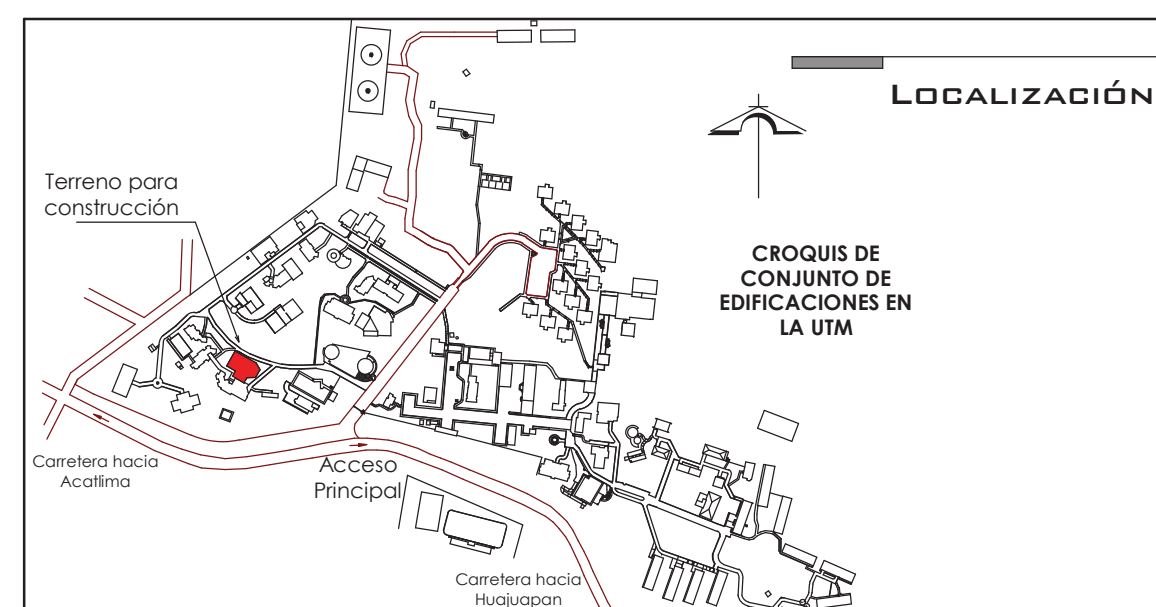 LOCALIZACIÓN
Terreno para
construcción
CROQUIS DE
CONJUNTO DE
EDIFICACIONES EN
LA UTM
Carretera hacia
Acatlima
Acceso
Principal
Carretera hacia
Huajuapan